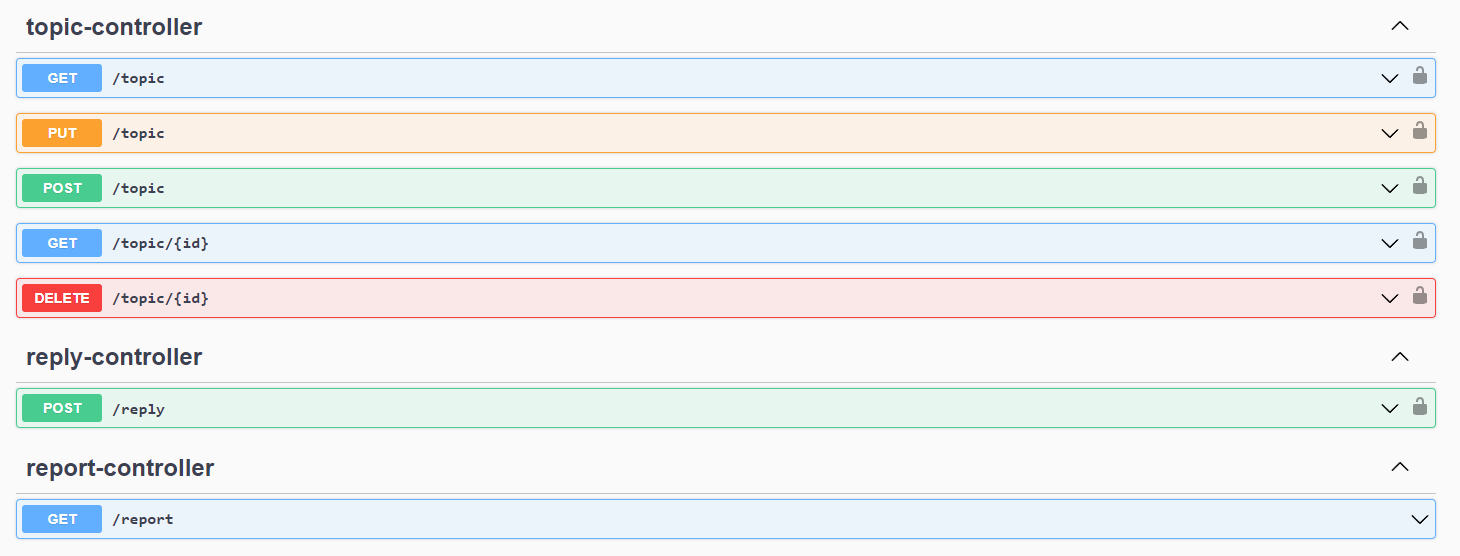 topic-controller
GET /topic
PUT /topic
POST /topic
GET /topic/{id}
DELETE /topic/{id}
reply-controller
POST /reply
report-controller
GET /report